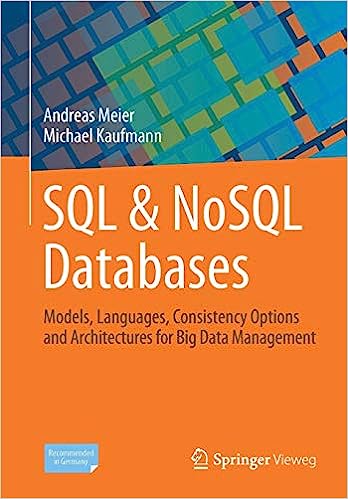 Andreas Meier
Michael Kaufmann
SQL & NoSQL
Databases
Models, Languages, Consistency Options
and Architectures for Big Data Management
Recommended
in Germany
Springer Vieweg